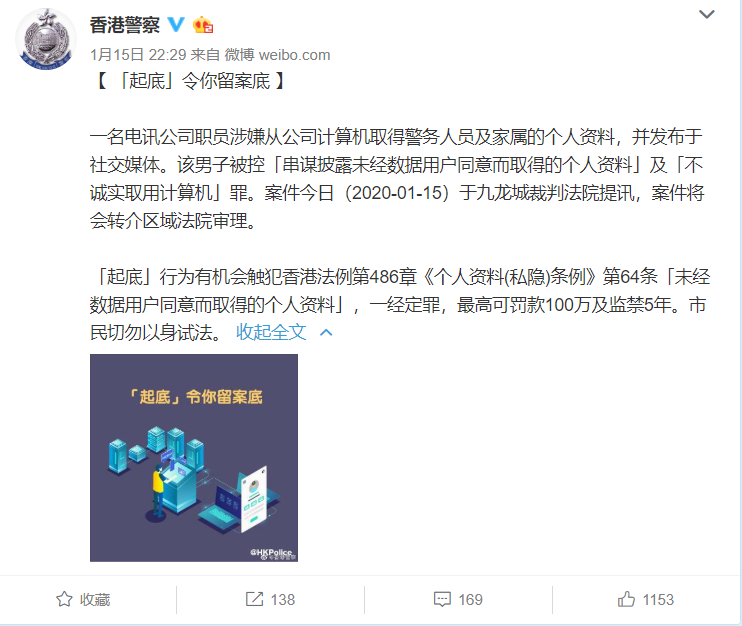 香港警察
1月15日 22:29 来自 微博 weibo.com
【 「起底」令你留案底 】
一名电讯公司职员涉嫌从公司计算机取得警务人员及家属的个人资料，并发布于
社交媒体。该男子被控「串谋披露未经数据用户同意而取得的个人资料」及「不
诚实取用计算机」罪。案件今日（2020-01-15）于九龙城裁判法院提讯，案件将
会转介区域法院审理。
「起底」行为有机会触犯香港法例第486章《个人资料(私隐)条例》第64条「未经
数据用户同意而取得的个人资料」，一经定罪，最高可罚款100万及监禁5年。市
民切勿以身试法。 收起全文
「起底」令你留案底
@HKPolice
收藏
138
169
1153